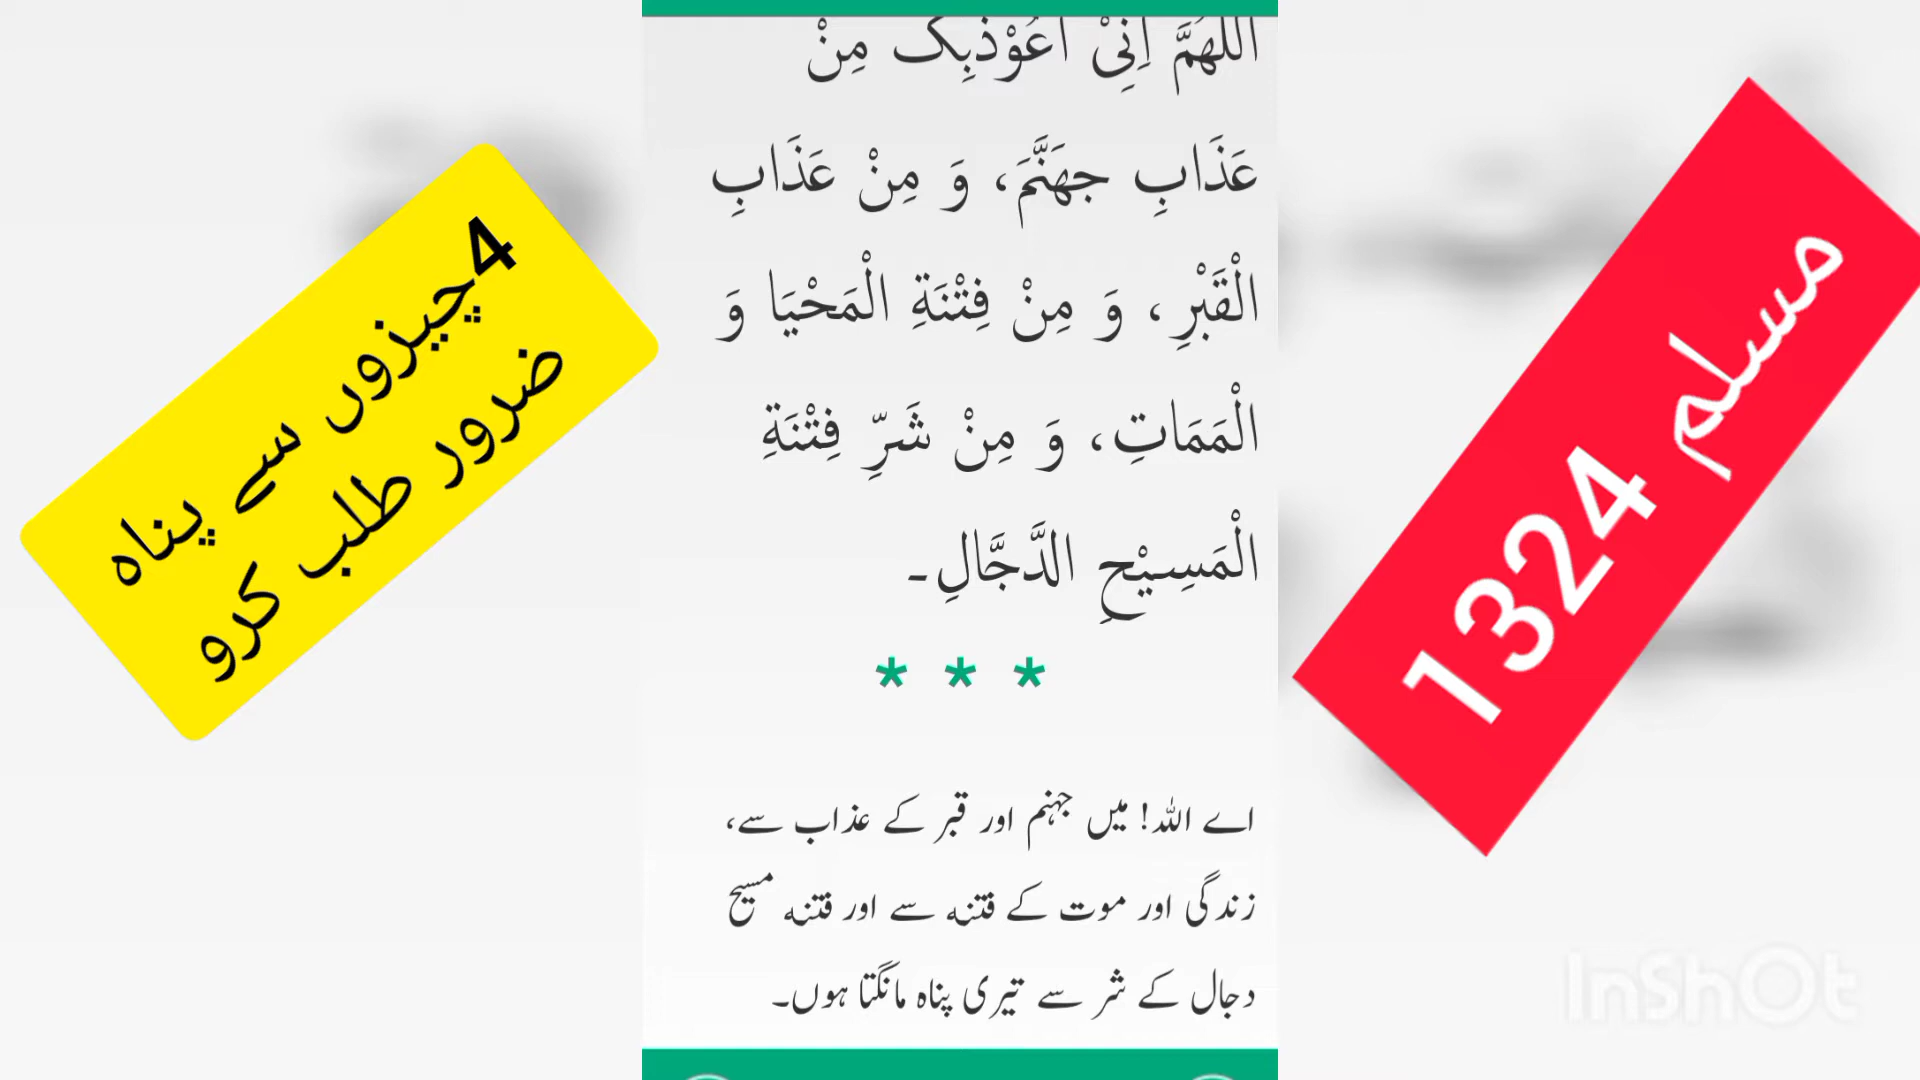 4چیزوں سے پناہ
ضرور طلب کرو
اَللّٰهُمَّ اِنِّیْ اَعُوْذُبِکَ مِنْ
عَذَابِ جَهَنَّمَ، وَ مِنْ عَذَابِ
الْقَبْرِ، وَ مِنْ فِتْنَةِ الْمَحْيَا وَ
الْمَمَاتِ، وَ مِنْ شَرِّ فِتْنَةِ
الْمَسِيْحِ الدَّجَّالِ۔
* * *
اے اللہ! میں جہنم اور قبر کے عذاب سے،
زندگی اور موت کے فتنہ سے اور فتنہ مسیح
دجال کے شر سے تیری پناہ مانگتا ہوں۔
مسلم 1324
InShOt